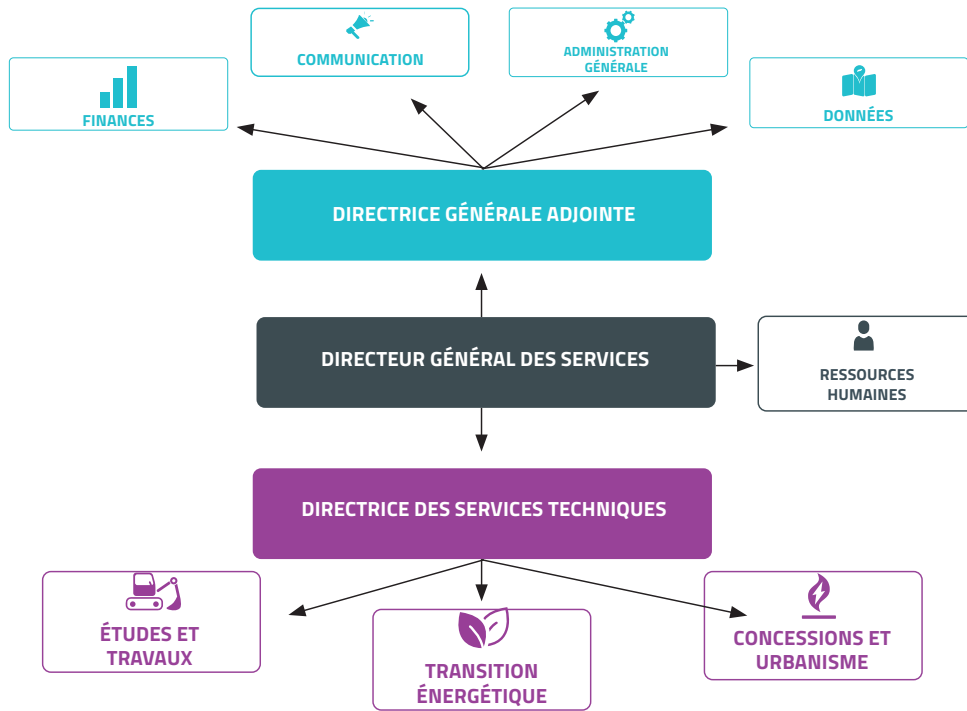 COMMUNICATION
ADMINISTRATION
GÉNÉRALE
FINANCES
DONNÉES
DIRECTRICE GÉNÉRALE ADJOINTE
DIRECTEUR GÉNÉRAL DES SERVICES
RESSOURCES
HUMAINES
DIRECTRICE DES SERVICES TECHNIQUES
ÉTUDES ET
TRAVAUX
TRANSITION
ÉNERGÉTIQUE
CONCESSIONS ET
URBANISME